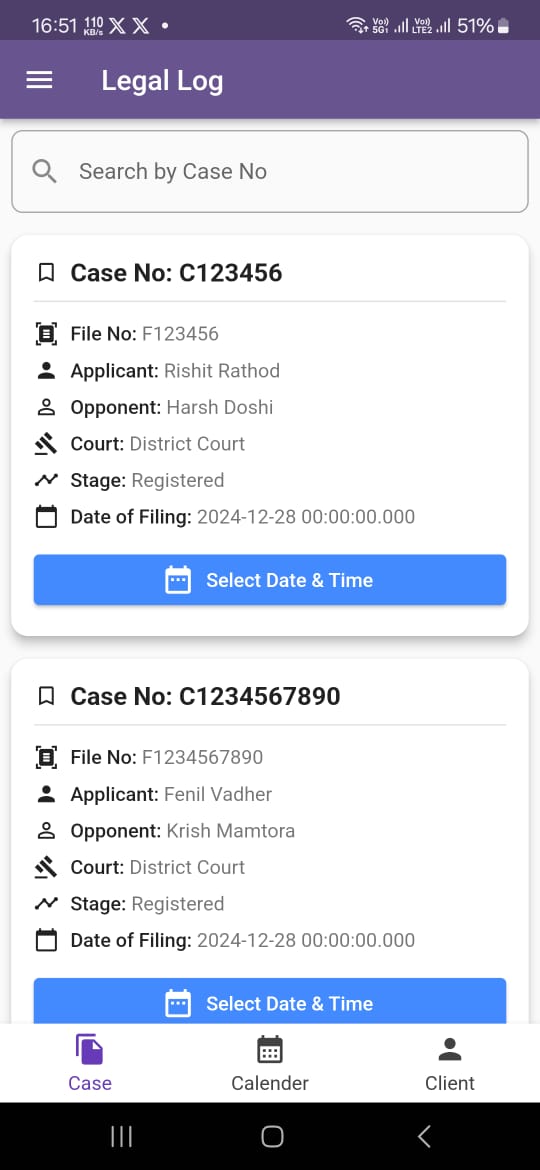 16:51 110 KB/s X X • Vo) 5G1 Vo) LTE2 51%
Legal Log
Search by Case No
Case No: C123456
File No: F123456
Applicant: Rishit Rathod
Opponent: Harsh Doshi
Court: District Court
Stage: Registered
Date of Filing: 2024-12-28 00:00:00.000
Select Date & Time
Case No: C1234567890
File No: F1234567890
Applicant: Fenil Vadher
Opponent: Krish Mamtora
Court: District Court
Stage: Registered
Date of Filing: 2024-12-28 00:00:00.000
Select Date & Time
Case Calender Client